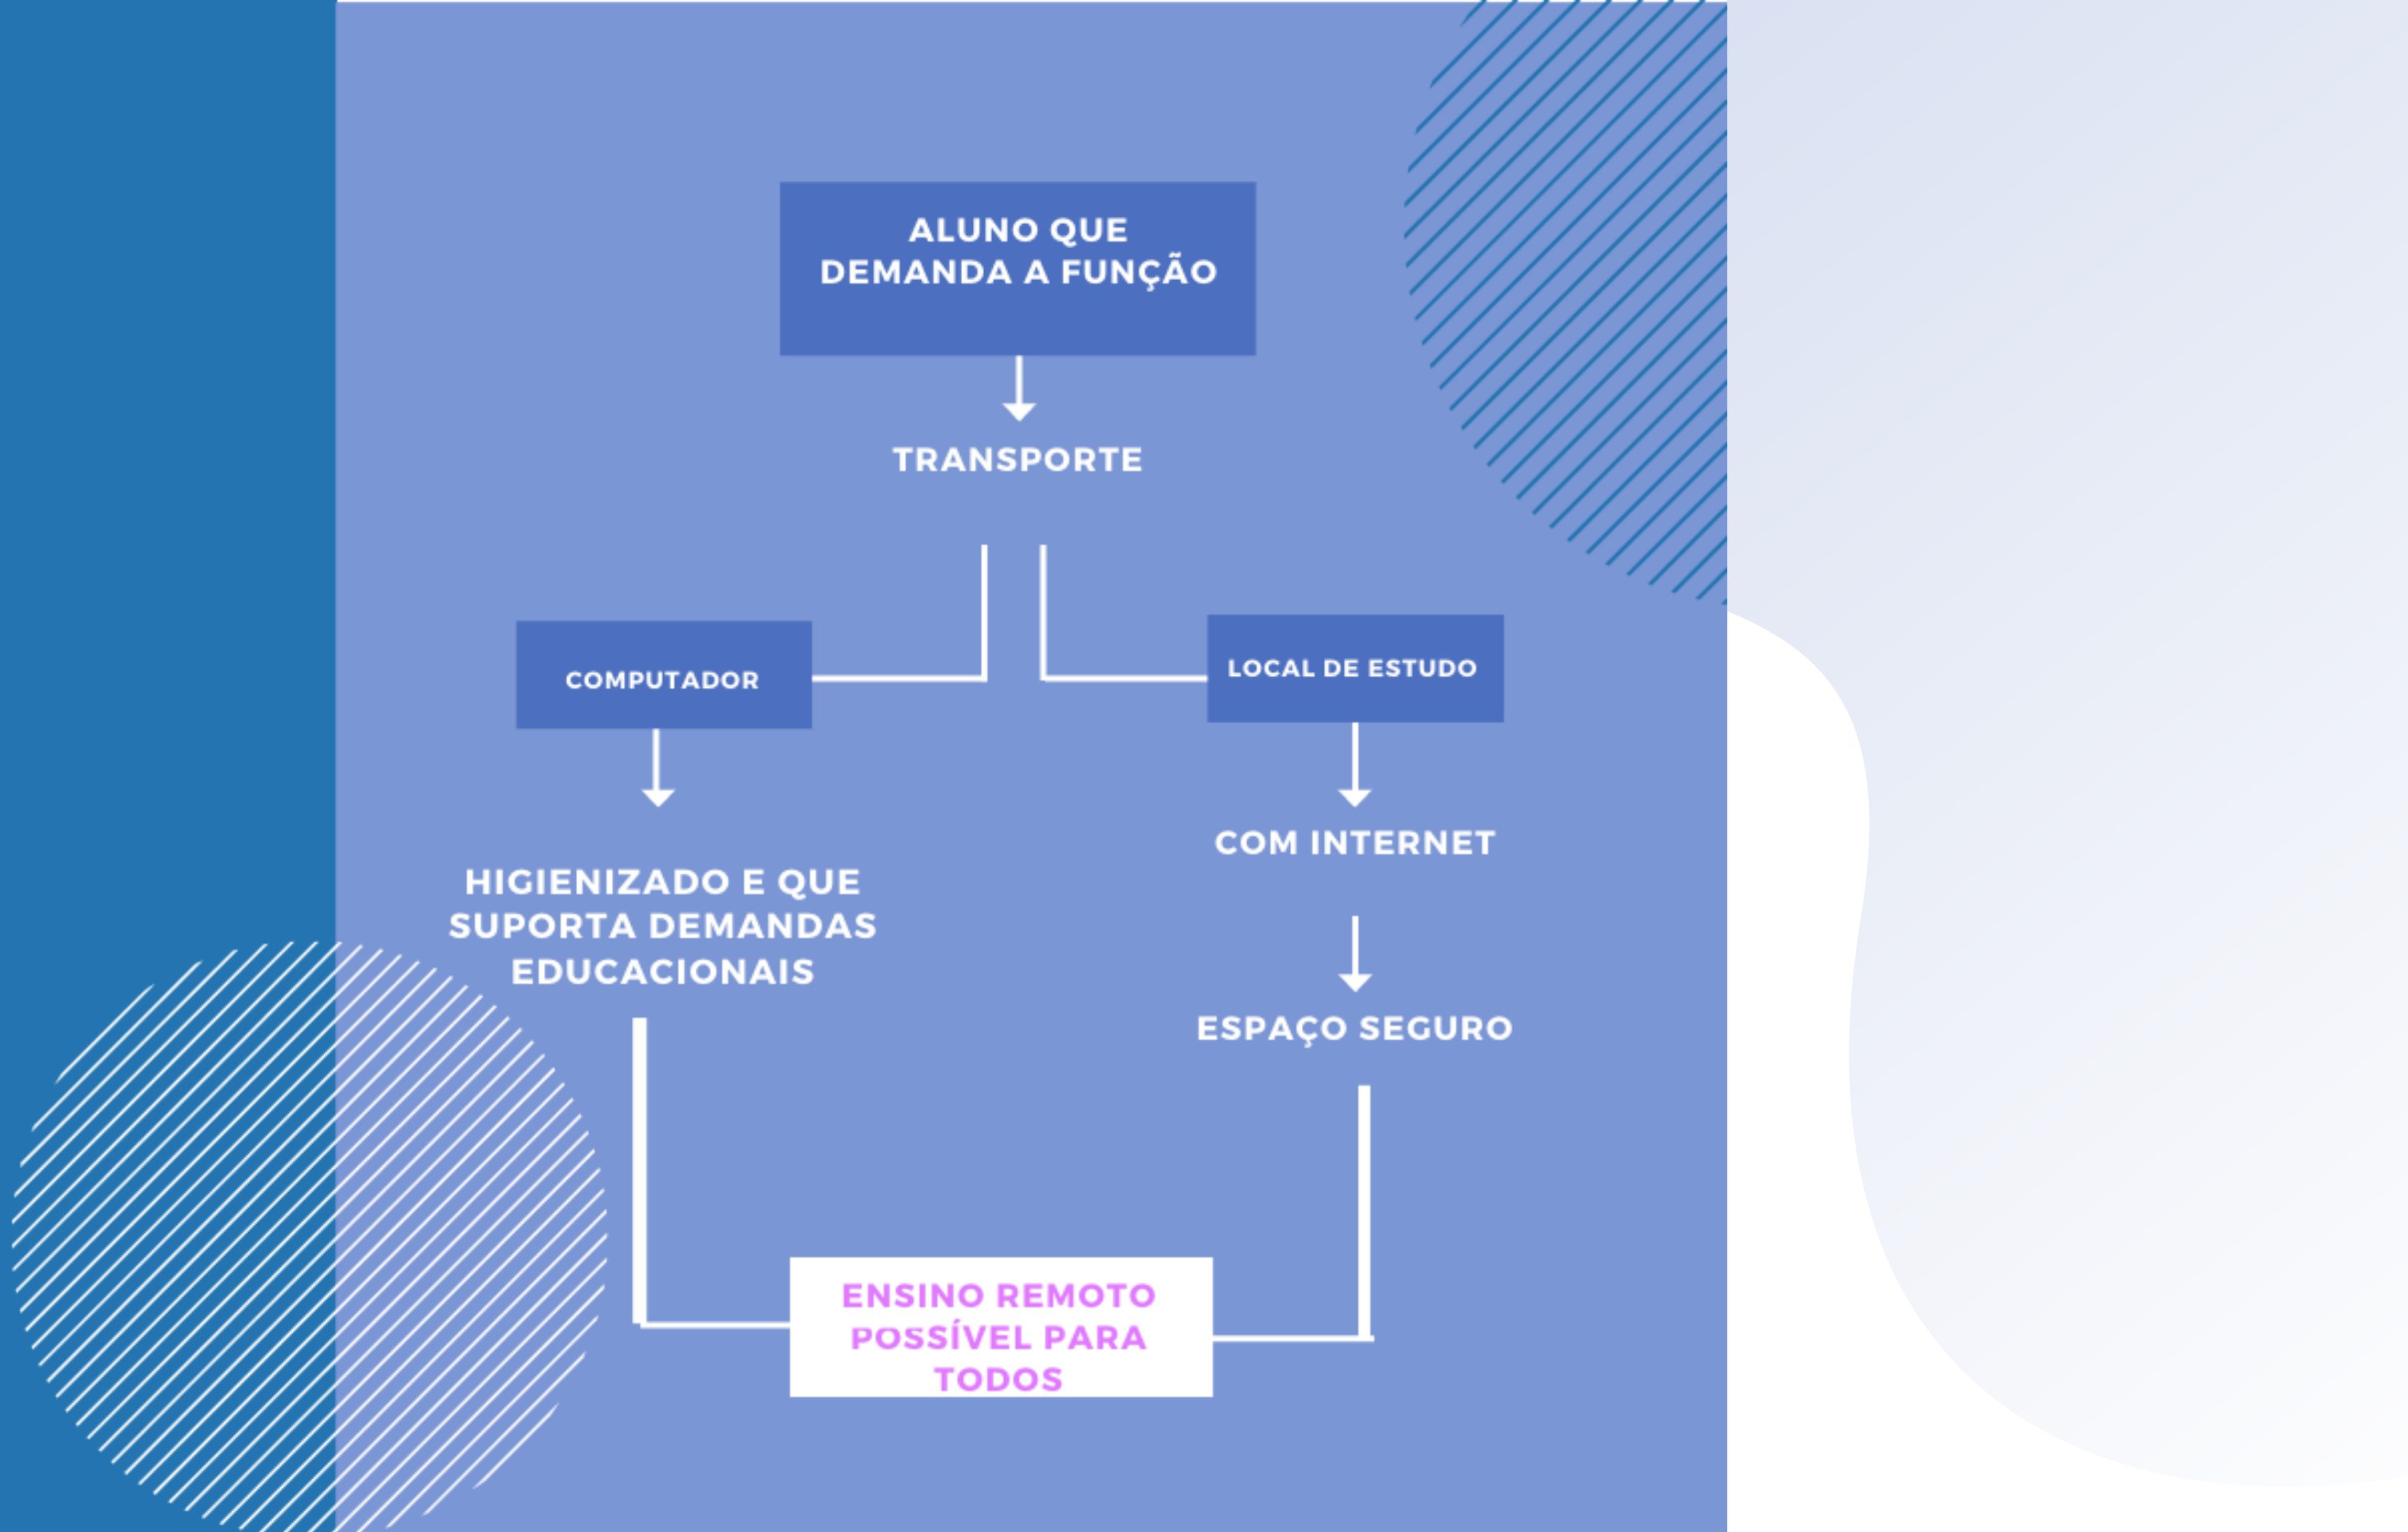 ALUNO QUE
DEMANDA A FUNÇÃO
TRANSPORTE
COMPUTADOR
LOCAL DE ESTUDO
HIGIENIZADO E QUE
SUPORTA DEMANDAS
EDUCACIONAIS
COM INTERNET
ESPAÇO SEGURO
ENSINO REMOTO
POSSÍVEL PARA
TODOS